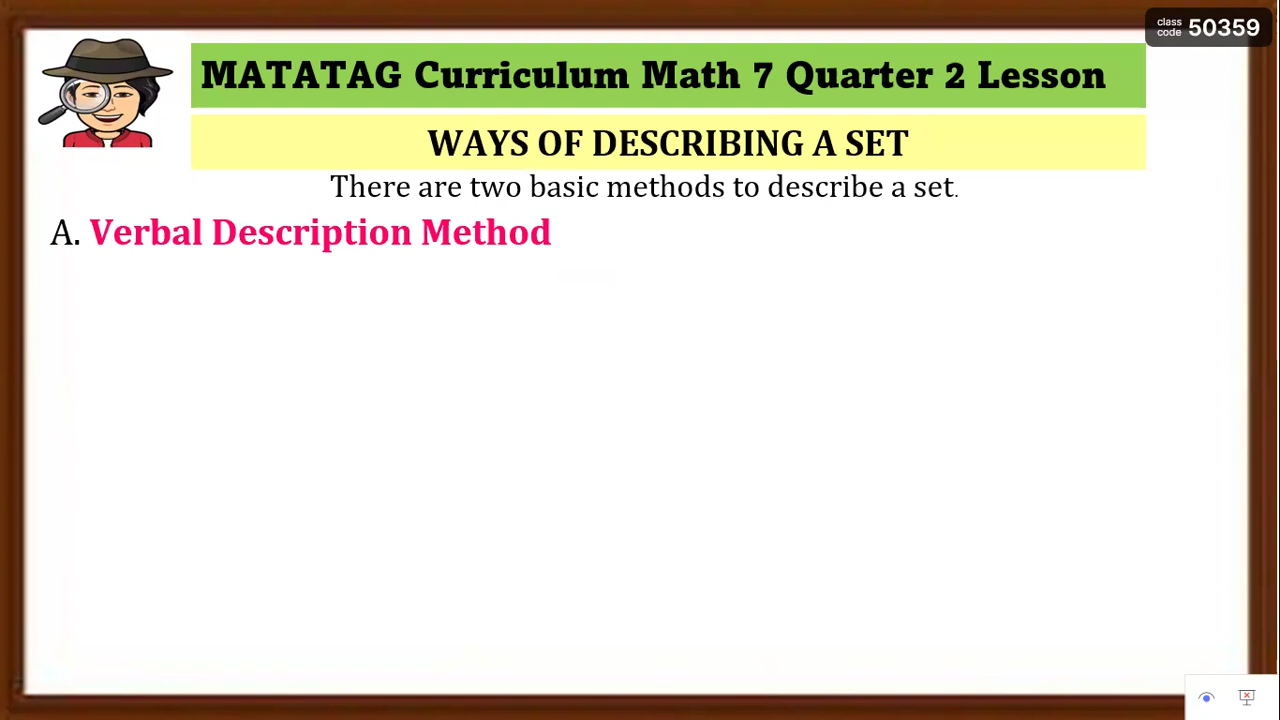 class code 50359
MATATAG Curriculum Math 7 Quarter 2 Lesson
WAYS OF DESCRIBING A SET
There are two basic methods to describe a set.
A. Verbal Description Method